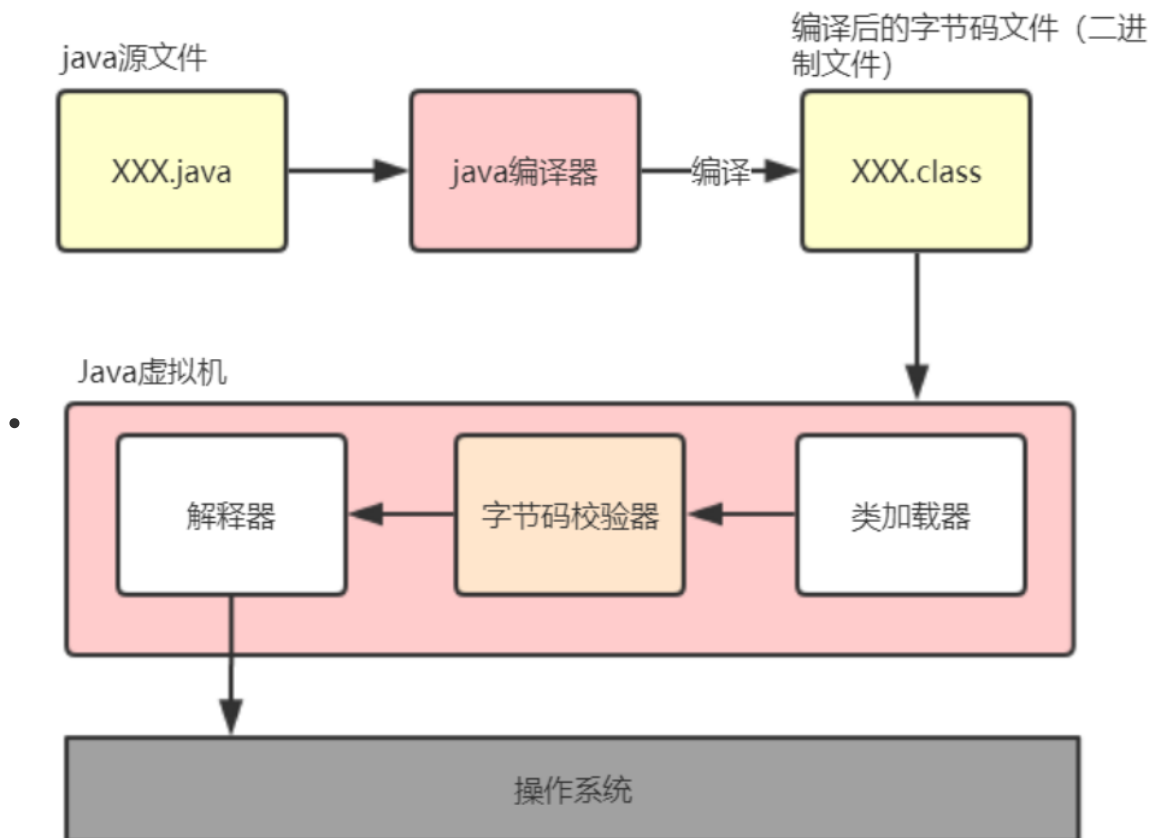 java源文件
编译后的字节码文件（二进
制文件）
XXX.java
java编译器
编译
XXX.class
Java虚拟机
解释器
字节码校验器
类加载器
操作系统